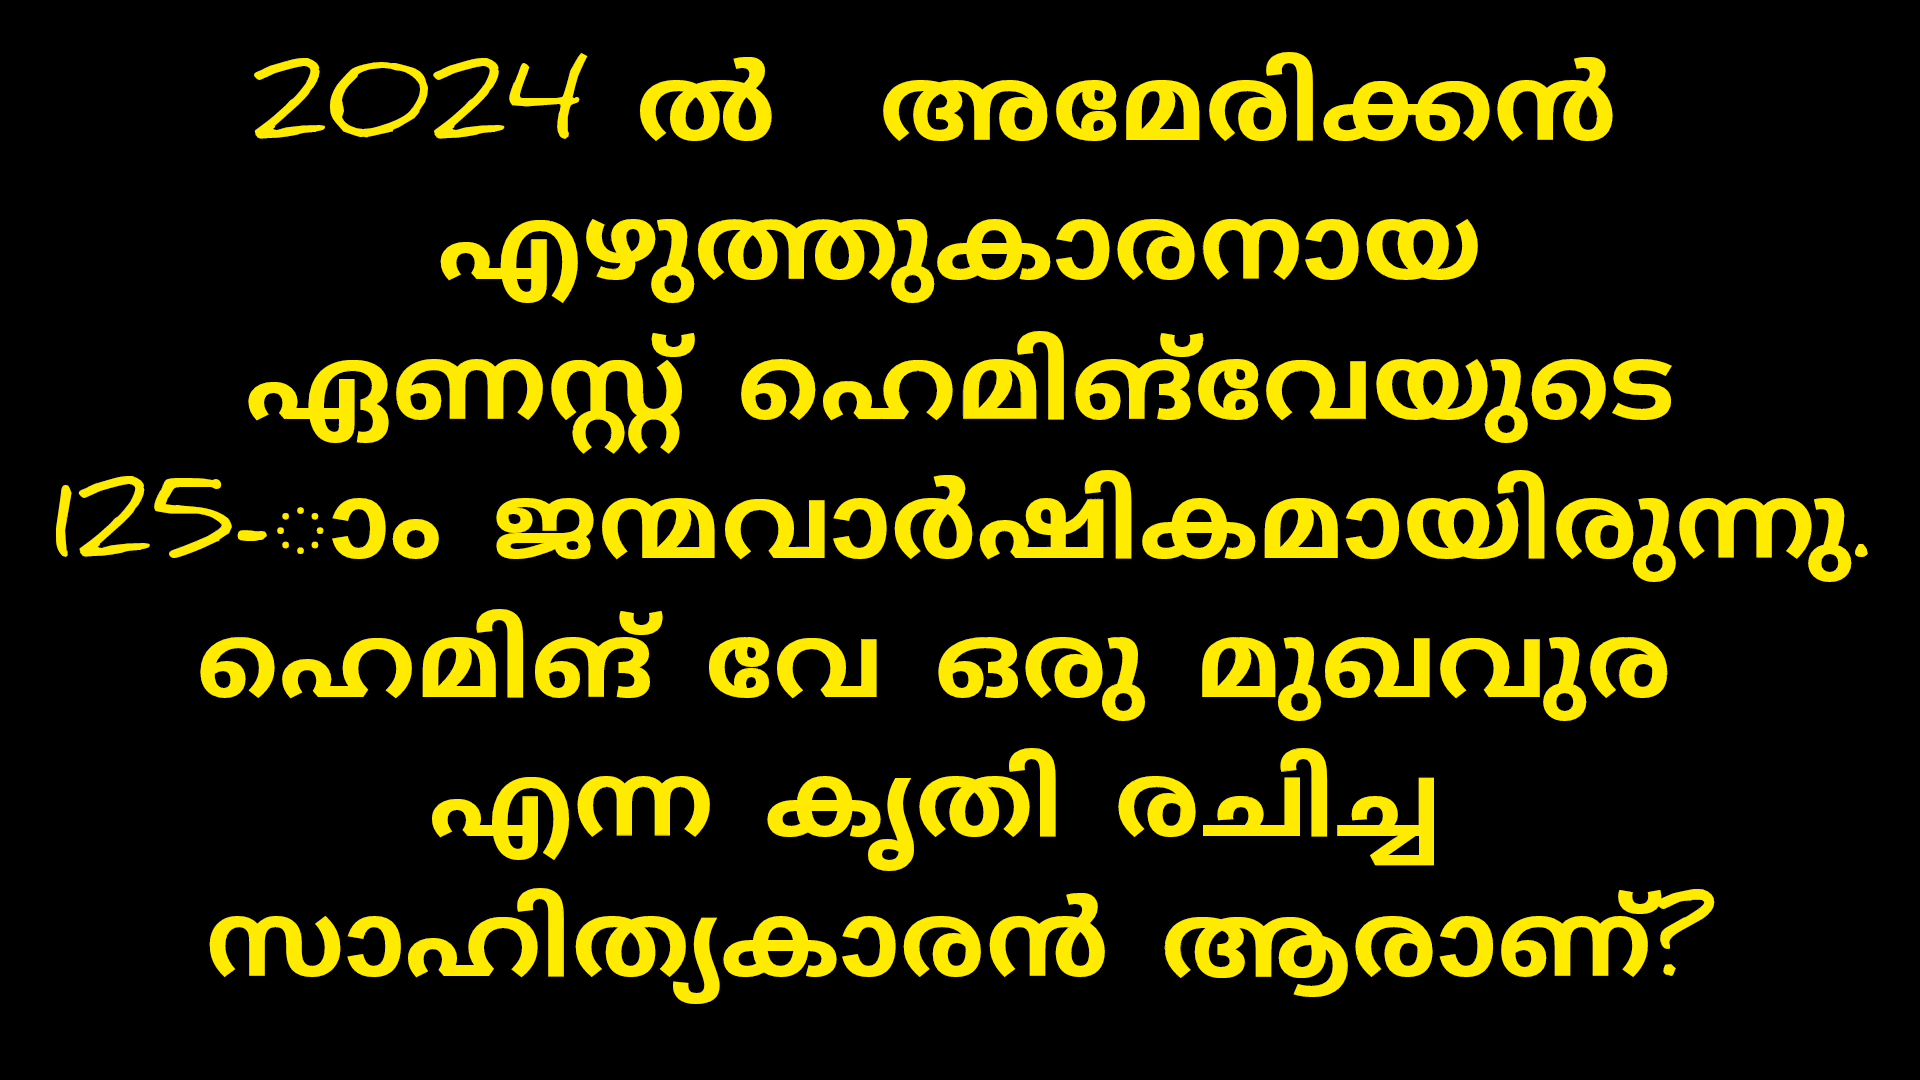 2024 ൽ അമേരിക്കൻ
എഴുത്തുകാരനായ
ഏണസ്റ്റ് ഹെമിങ്‌വേയുടെ
125-ാം ജന്മവാർഷികമായിരുന്നു.
ഹെമിങ് വേ ഒരു മുഖവുര
എന്ന കൃതി രചിച്ച
സാഹിത്യകാരൻ ആരാണ്?